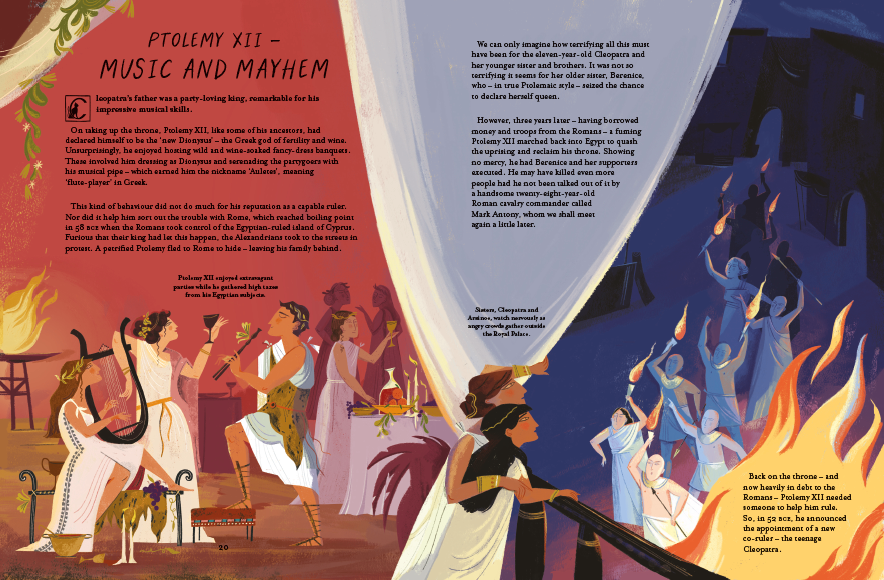 PTOLEMY XII –
MUSIC AND MAYHEM
Cleopatra's father was a party-loving king, remarkable for his
impressive musical skills.
On taking up the throne, Ptolemy XII, like some of his ancestors, had
declared himself to be the 'new Dionysus' – the Greek god of fertility and wine.
Unsurprisingly, he enjoyed hosting wild and wine-soaked fancy-dress banquets.
These involved him dressing as Dionysus and serenading the partygoers with
his musical pipe – which earned him the nickname 'Auletes', meaning
'flute-player' in Greek.
This kind of behaviour did not do much for his reputation as a capable ruler.
Nor did it help him sort out the trouble with Rome, which reached boiling point
in 58 BCE when the Romans took control of the Egyptian-ruled island of Cyprus.
Furious that their king had let this happen, the Alexandrians took to the streets in
protest. A petrified Ptolemy fled to Rome to hide – leaving his family behind.
Ptolemy XII enjoyed extravagant
parties while he gathered high taxes
from his Egyptian subjects.
20
We can only imagine how terrifying all this must
have been for the eleven-year-old Cleopatra and
her younger sister and brothers. It was not so
terrifying it seems for her older sister, Berenice,
who – in true Ptolemaic style – seized the chance
to declare herself queen.
However, three years later – having borrowed
money and troops from the Romans – a fuming
Ptolemy XII marched back into Egypt to quash
the uprising and reclaim his throne. Showing
no mercy, he had Berenice and her supporters
executed. He may have killed even more
people had he not been talked out of it by
a handsome twenty-eight-year-old
Roman cavalry commander called
Mark Antony, whom we shall meet
again a little later.
Sisters, Cleopatra and
Arsinoe, watch nervously as
angry crowds gather outside
the Royal Palace.
Back on the throne – and
now heavily in debt to the
Romans – Ptolemy XII needed
someone to help him rule.
So, in 52 BCE, he announced
the appointment of a new
co-ruler – the teenage
Cleopatra.